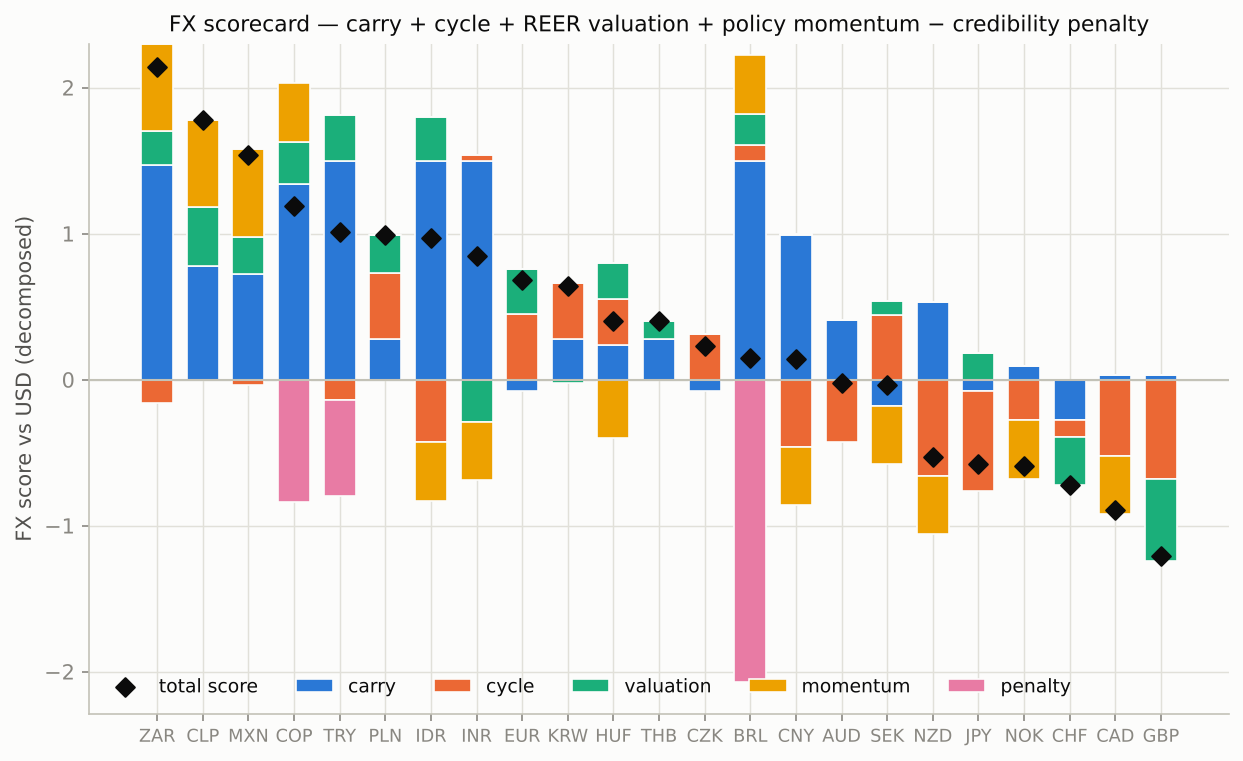 FX scorecard — carry + cycle + REER valuation + policy momentum − credibility penalty
FX score vs USD (decomposed)
2
1
0
−1
−2
total score carry cycle valuation momentum penalty
ZAR CLP MXN COP TRY PLN IDR INR EUR KRW HUF THB CZK BRL CNY AUD SEK NZD JPY NOK CHF CAD GBP